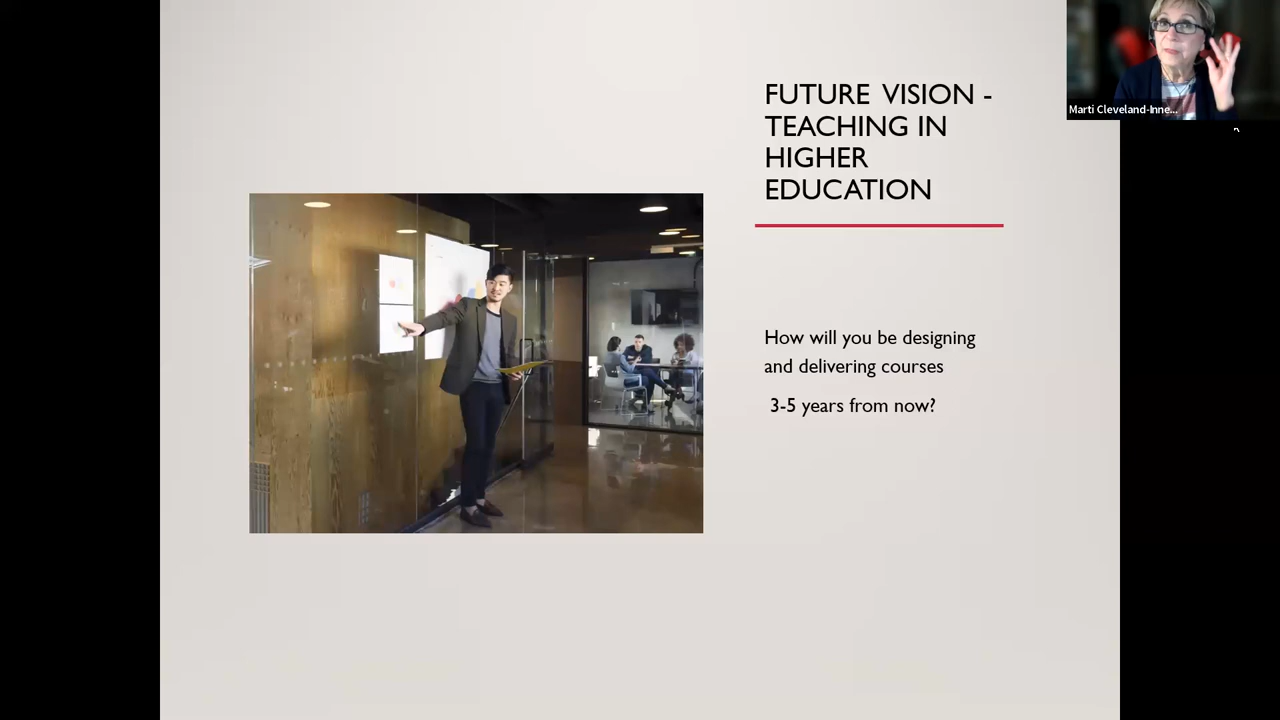 FUTURE VISION -
TEACHING IN
HIGHER
EDUCATION
How will you be designing
and delivering courses
3-5 years from now?
Marti Cleveland-Inne...